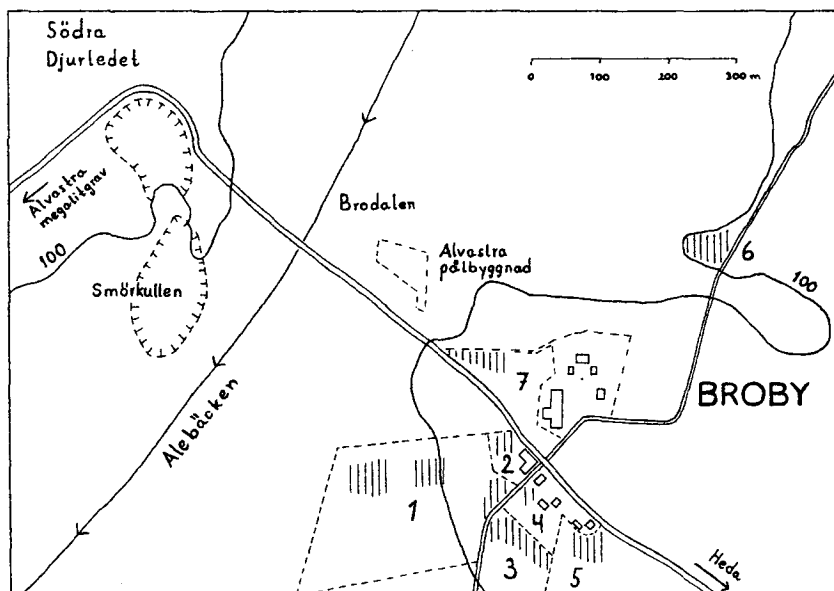 Södra
Djurledet
0 100 200 300 m
Alvastra
megalitgrav
Brodalen
Alvastra
pålbyggnad
6
100
100
Smörkullen
7
BROBY
Alebäcken
2
1
4
3
5
Heda